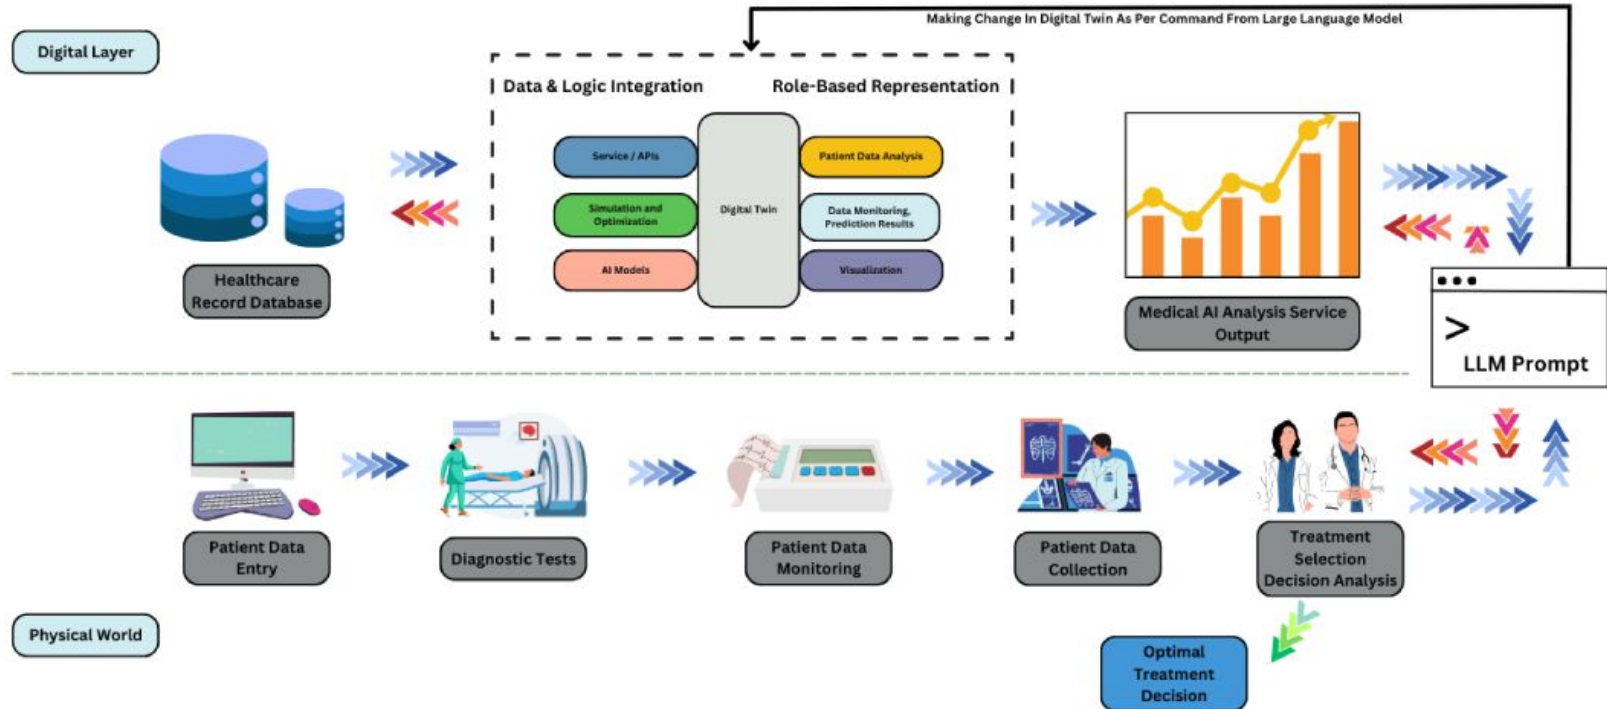 Making Change In Digital Twin As Per Command From Large Language Model
Digital Layer
Data & Logic Integration
Role-Based Representation
Service / APIs
Patient Data Analysis
Simulation and
Optimization
Digital Twin
Data Monitoring,
Prediction Results
AI Models
Visualization
Healthcare
Record Database
Medical AI Analysis Service
Output
>
LLM Prompt
Patient Data
Entry
Diagnostic Tests
Patient Data
Monitoring
Patient Data
Collection
Treatment
Selection
Decision Analysis
Physical World
Optimal
Treatment
Decision